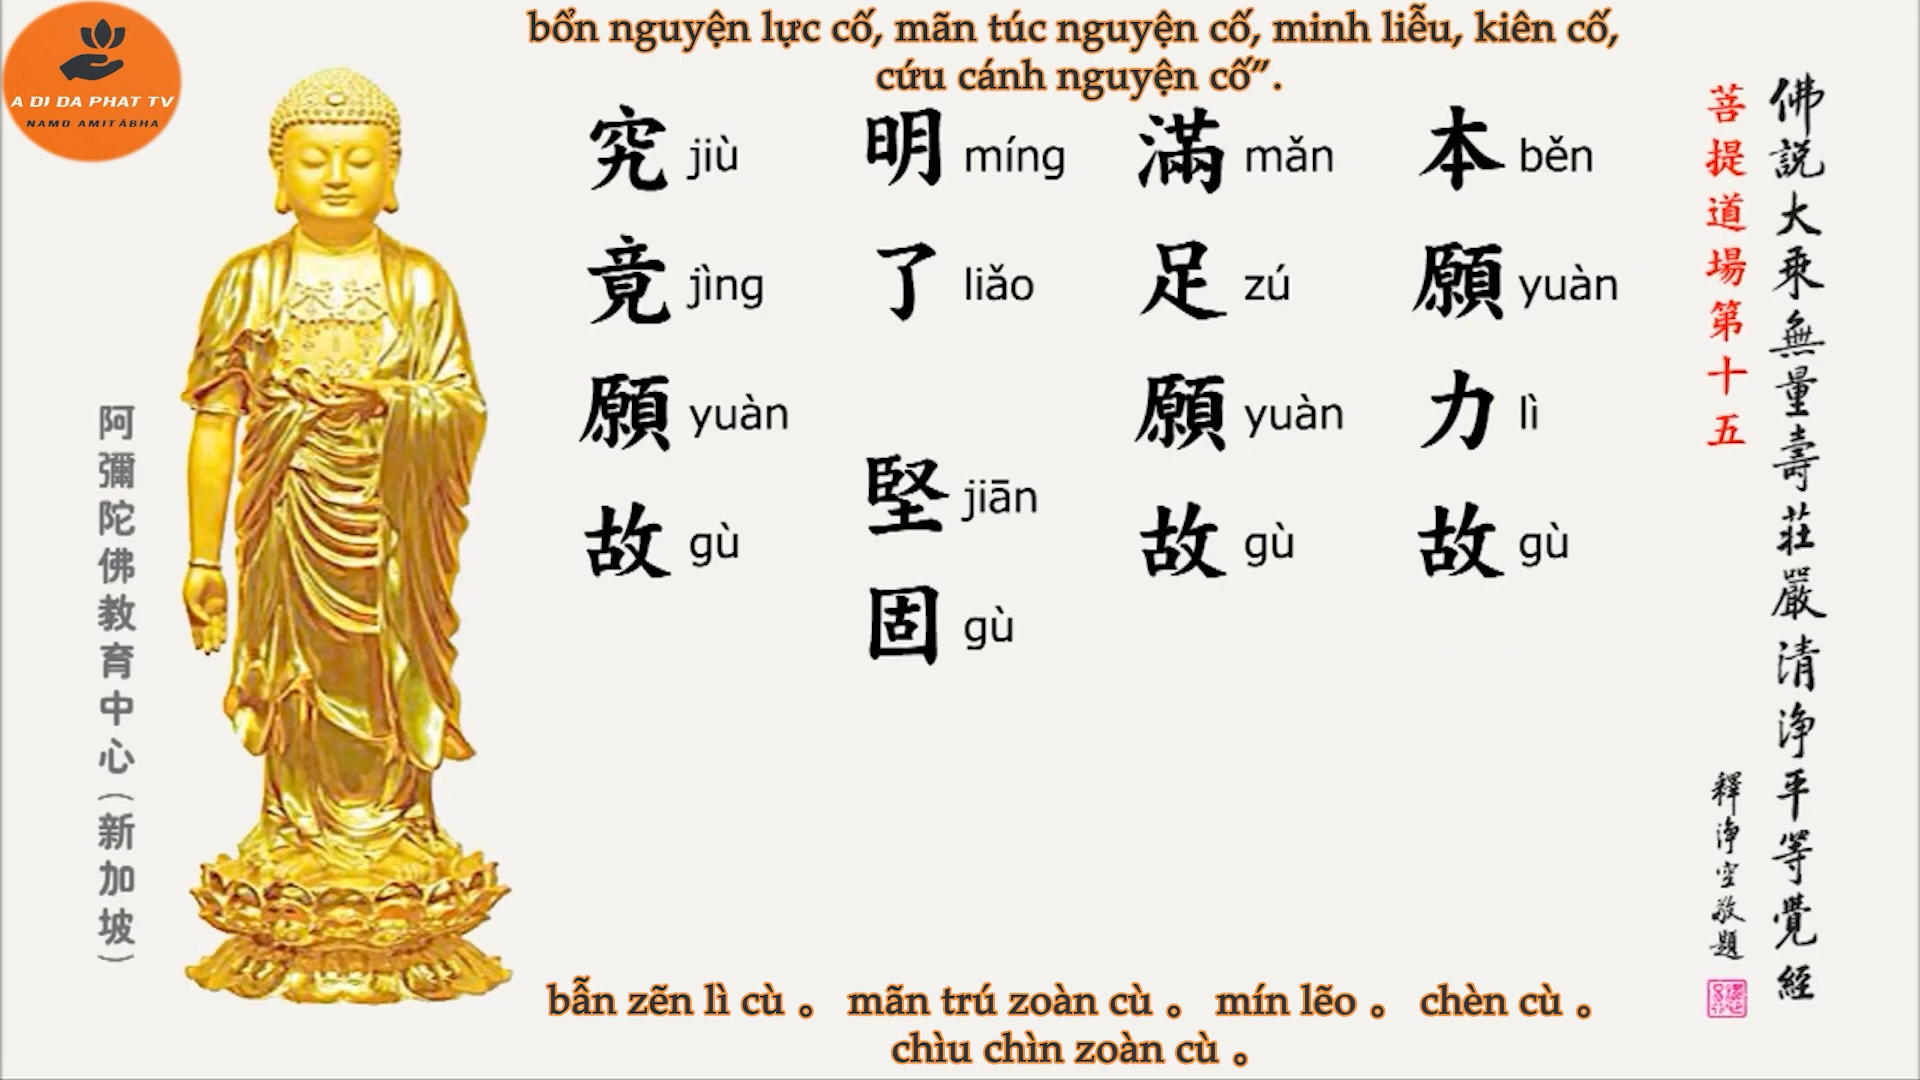 A DI DA PHAT TV
NAMO AMITÂBHA
bổn nguyện lực cố, mãn túc nguyện cố, minh liễu, kiên cố,
cứu cánh nguyện cố”.
佛説大乘無量壽莊嚴清淨平等覺經
菩提道場第十五
釋淨空敬題
本 běn
願 yuàn
力 lì
故 gù
滿 mǎn
足 zú
願 yuàn
故 gù
明 míng
了 liǎo
堅 jiān
固 gù
究 jiù
竟 jìng
願 yuàn
故 gù
阿彌陀佛教育中心(新加坡)
bẫn zẽn lì cù 。 mãn trú zoàn cù 。 mín lẽo 。 chèn cù 。
chìu chìn zoàn cù 。